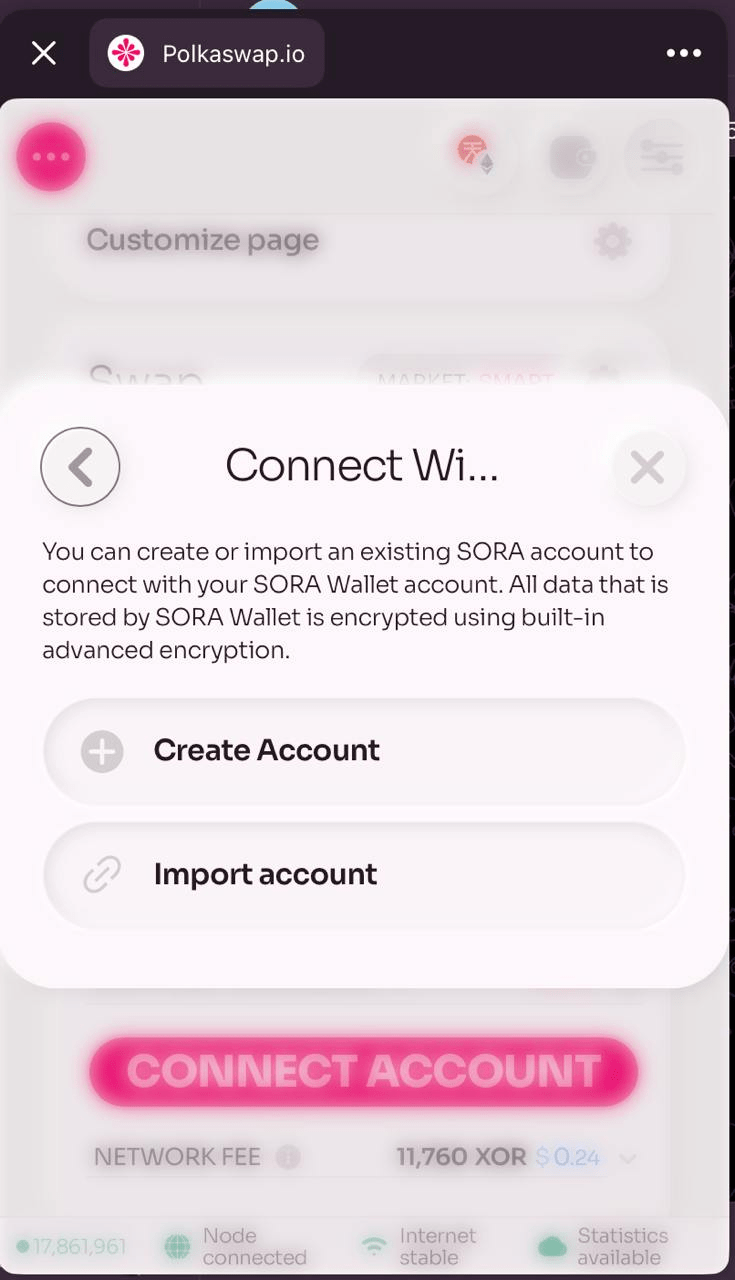 Polkaswap.io
Customize page
Swap
MARKET: SMART
Connect Wi...
You can create or import an existing SORA account to
connect with your SORA Wallet account. All data that is
stored by SORA Wallet is encrypted using built-in
advanced encryption.
Create Account
Import account
CONNECT ACCOUNT
NETWORK FEE 11,760 XOR $0.24
17,861,961
Node
connected
Internet
stable
Statistics
available